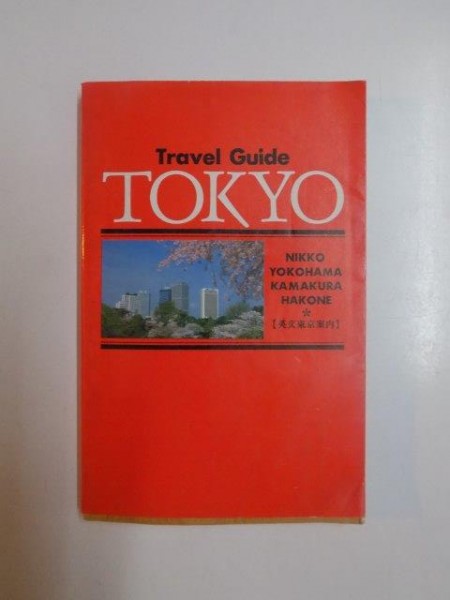 Travel Guide
TOKYO
NIKKO
YOKOHAMA
KAMAKURA
HAKONE
☆
【英文東京案内】